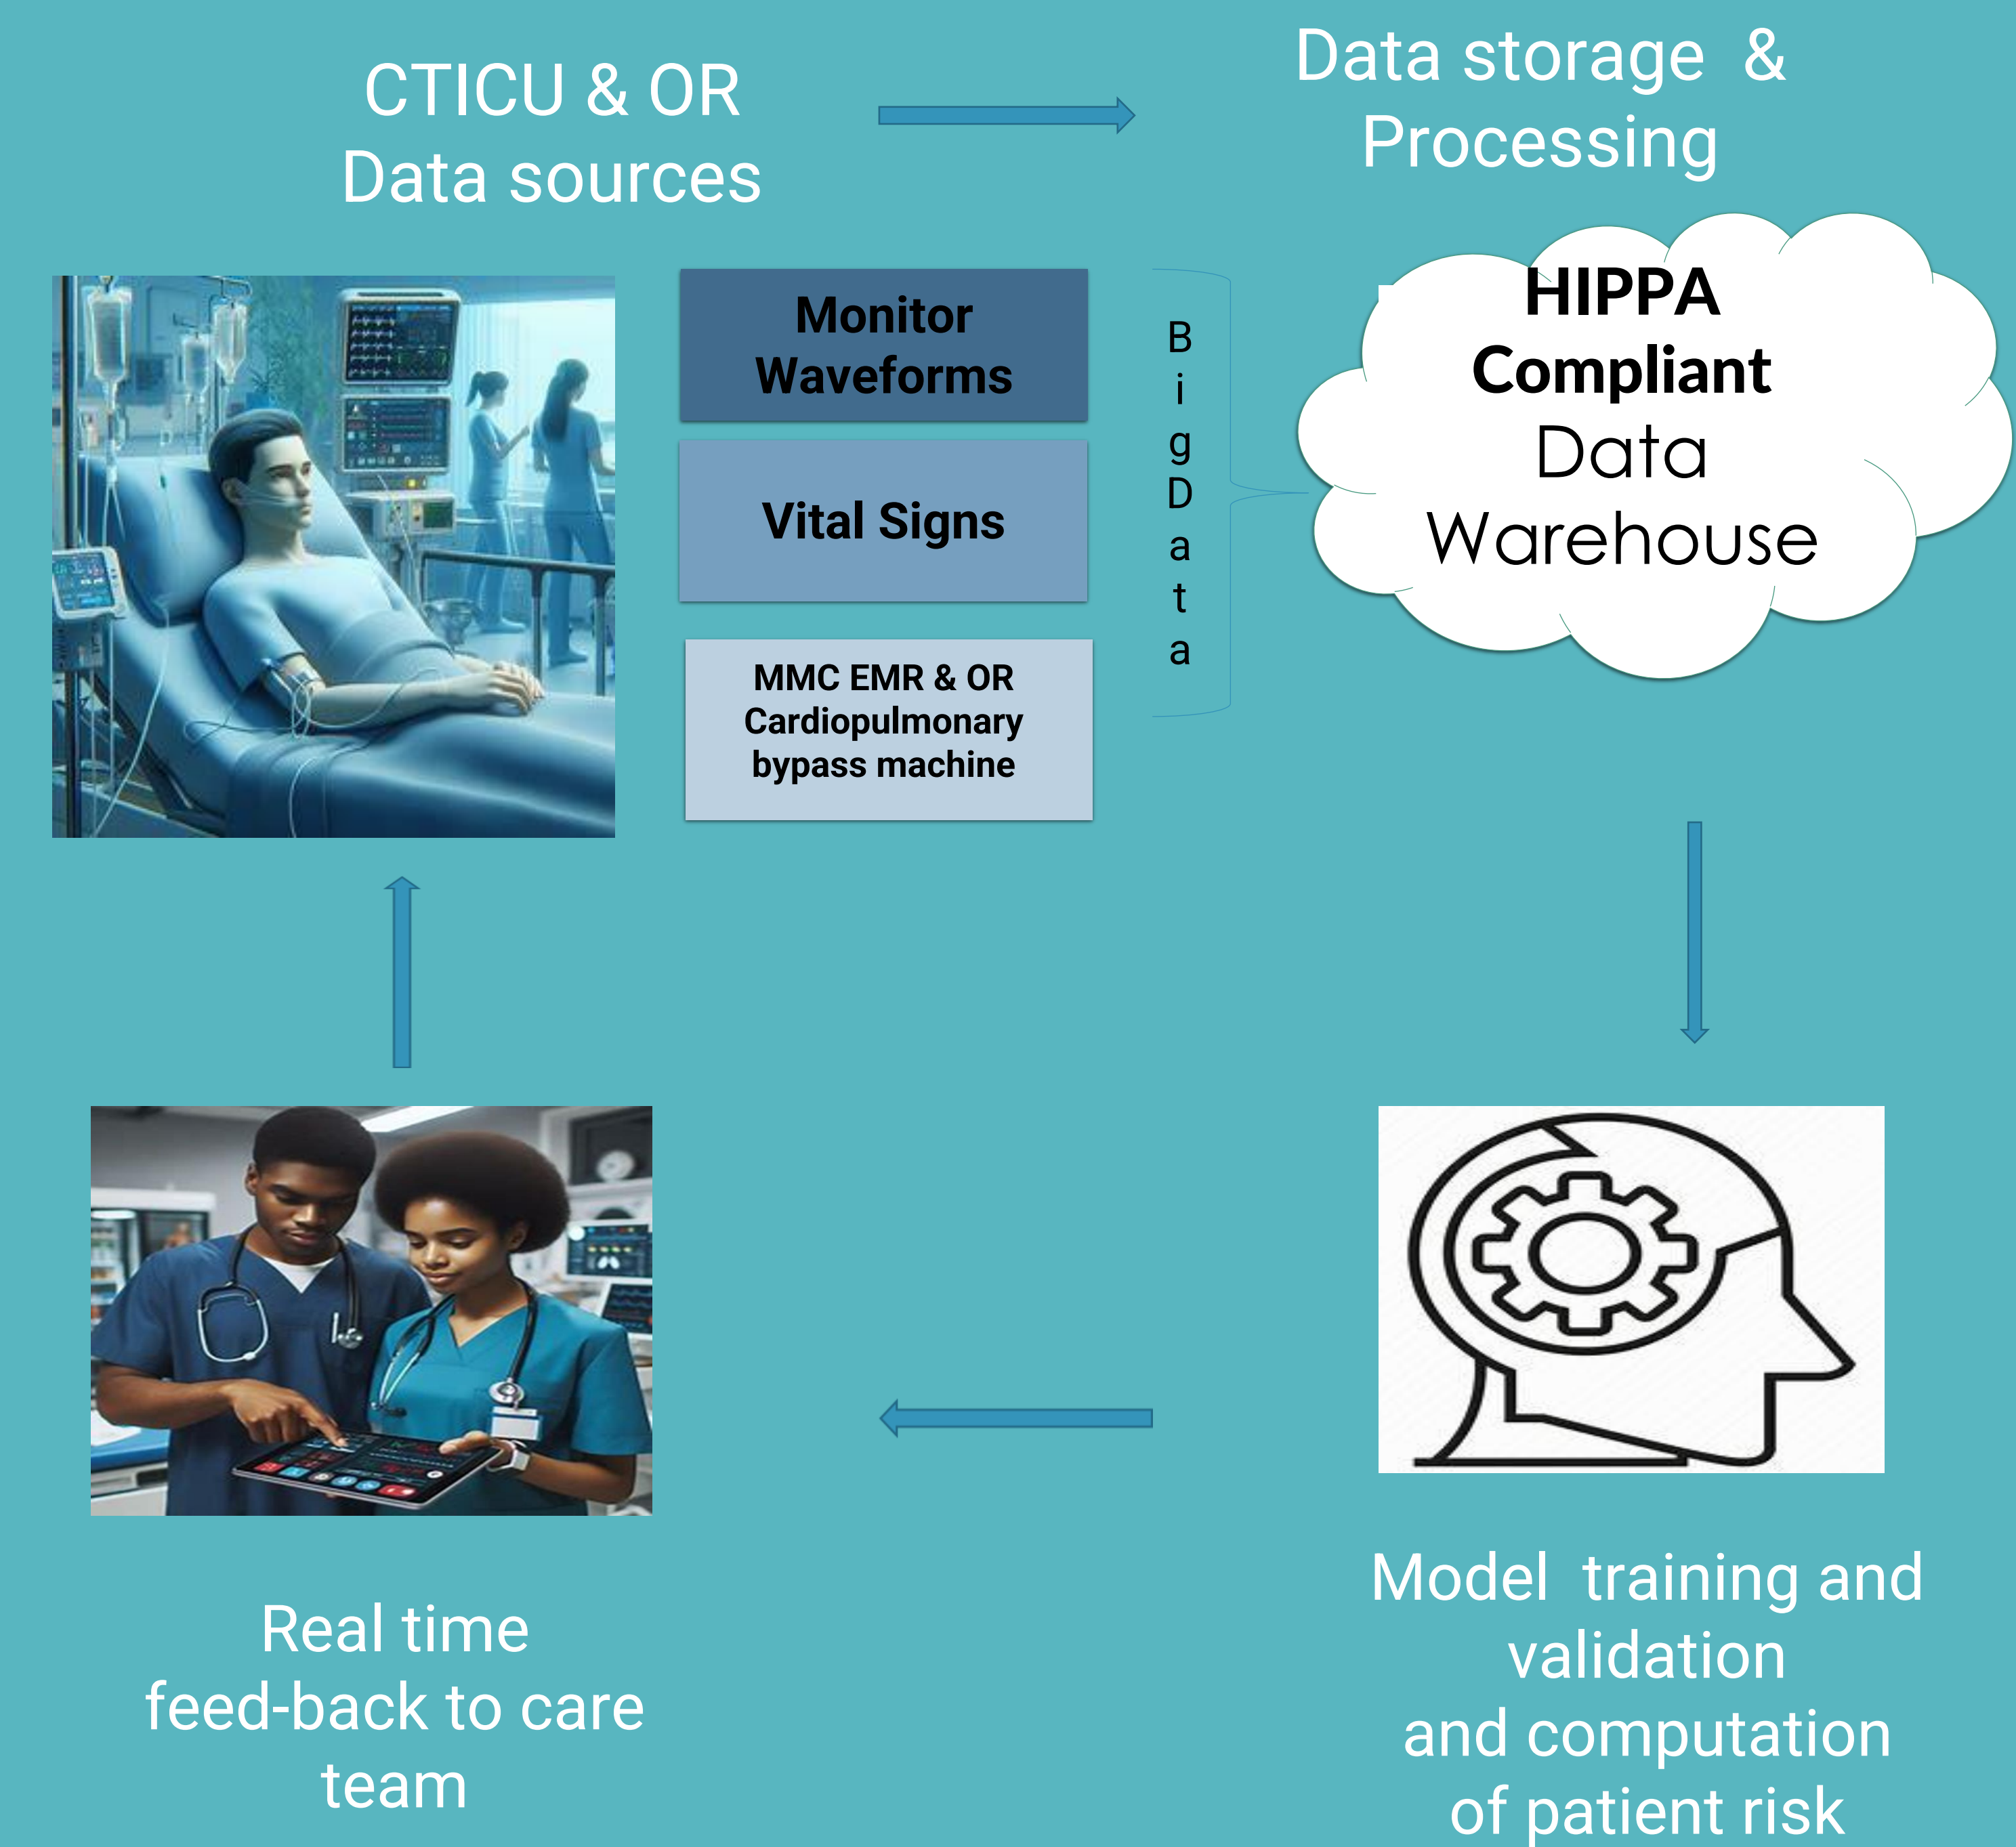 CTICU & OR
Data sources
Data storage & 
Processing
Monitor
Waveforms
Vital Signs
MMC EMR & OR
Cardiopulmonary
bypass machine
B
i
g
D
a
t
a
HIPPA
Compliant
Data
Warehouse
Real time
feed-back to care
team
Model training and
validation
and computation
of patient risk